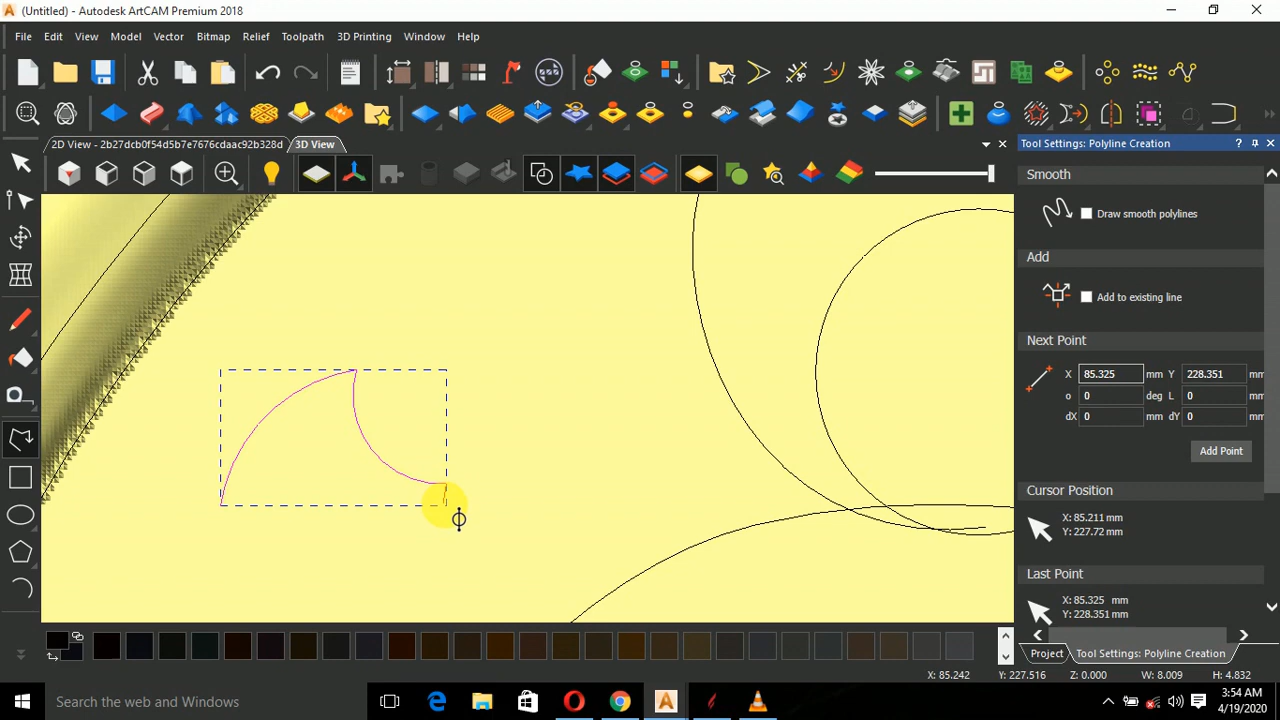 (Untitled) - Autodesk ArtCAM Premium 2018
File Edit View Model Vector Bitmap Relief Toolpath 3D Printing Window Help
2D View - 2b27dcb0f54d5b7e7676cdaac92b328d 3D View
Tool Settings: Polyline Creation
Smooth
Draw smooth polylines
Add
Add to existing line
Next Point
X 85.325 mm Y 228.351 mm
o 0 deg L 0 mm
dX 0 mm dY 0 mm
Add Point
Cursor Position
X: 85.211 mm
Y: 227.72 mm
Last Point
X: 85.325 mm
Y: 228.351 mm
Project Tool Settings: Polyline Creation
X: 85.242 Y: 227.516 Z: 0.000 W: 8.009 H: 4.832
Search the web and Windows
3:54 AM
4/19/2020